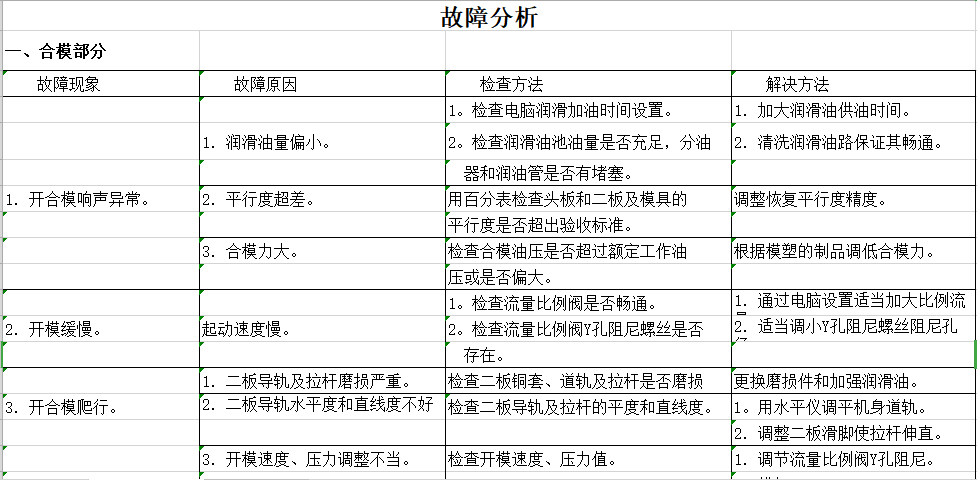 故障分析
一、合模部分
故障现象 故障原因 检查方法 解决方法
1。检查电脑润滑加油时间设置。 1. 加大润滑油供油时间。
1. 润滑油量偏小。 2。检查润滑油池油量是否充足，分油 2. 清洗润滑油路保证其畅通。
器和润油管是否有堵塞。
1. 开合模响声异常。 2. 平行度超差。 用百分表检查头板和二板及模具的 调整恢复平行度精度。
平行度是否超出验收标准。
3. 合模力大。 检查合模油压是否超过额定工作油 根据模塑的制品调低合模力。
压或是否偏大。
1。检查流量比例阀是否畅通。 1. 通过电脑设置适当加大比例流
2. 开模缓慢。 起动速度慢。 2。检查流量比例阀Y孔阻尼螺丝是否 2. 适当调小Y孔阻尼螺丝阻尼孔
存在。
1. 二板导轨及拉杆磨损严重。 检查二板铜套、道轨及拉杆是否磨损 更换磨损件和加强润滑油。
3. 开合模爬行。 2. 二板导轨水平度和直线度不好 检查二板导轨及拉杆的平度和直线度。 1。用水平仪调平机身道轨。
2. 调整二板滑脚使拉杆伸直。
3. 开模速度、压力调整不当。 检查开模速度、压力值。 1. 调节流量比例阀Y孔阻尼。